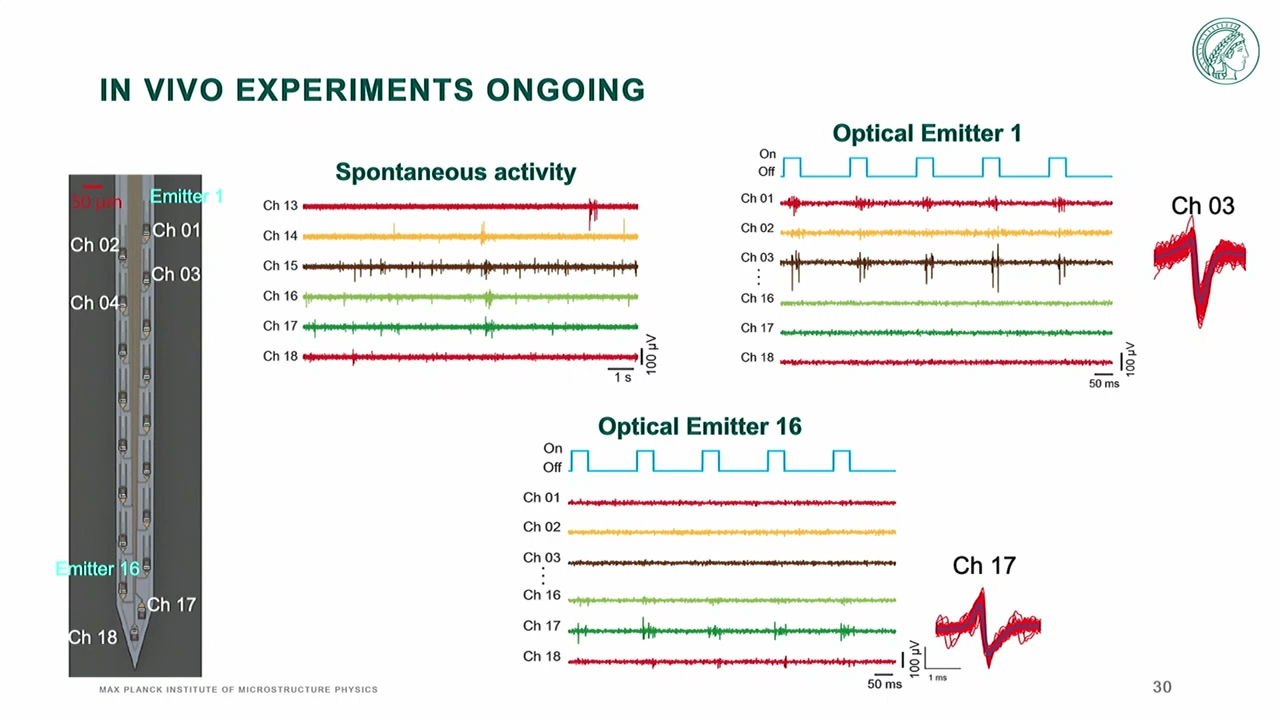 IN VIVO EXPERIMENTS ONGOING
50 µm
Emitter 1
Ch 01
Ch 02
Ch 03
Ch 04
Emitter 16
Ch 17
Ch 18
Spontaneous activity
Ch 13
Ch 14
Ch 15
Ch 16
Ch 17
Ch 18
100 µV
1 s
Optical Emitter 1
On
Off
Ch 01
Ch 02
Ch 03
⋮
Ch 16
Ch 17
Ch 18
100 µV
50 ms
Ch 03
Optical Emitter 16
On
Off
Ch 01
Ch 02
Ch 03
⋮
Ch 16
Ch 17
Ch 18
100 µV
50 ms
Ch 17
1 ms
MAX PLANCK INSTITUTE OF MICROSTRUCTURE PHYSICS
30